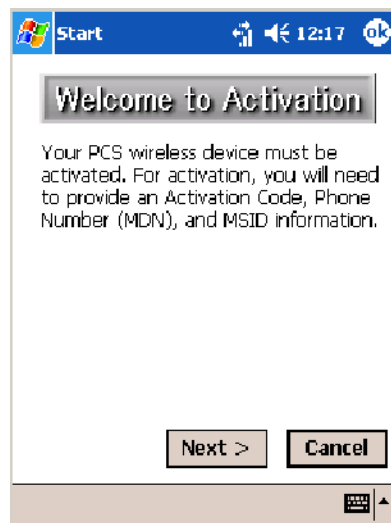 Start 12:17 ok
Welcome to Activation
Your PCS wireless device must be
activated. For activation, you will need
to provide an Activation Code, Phone
Number (MDN), and MSID information.
Next > Cancel